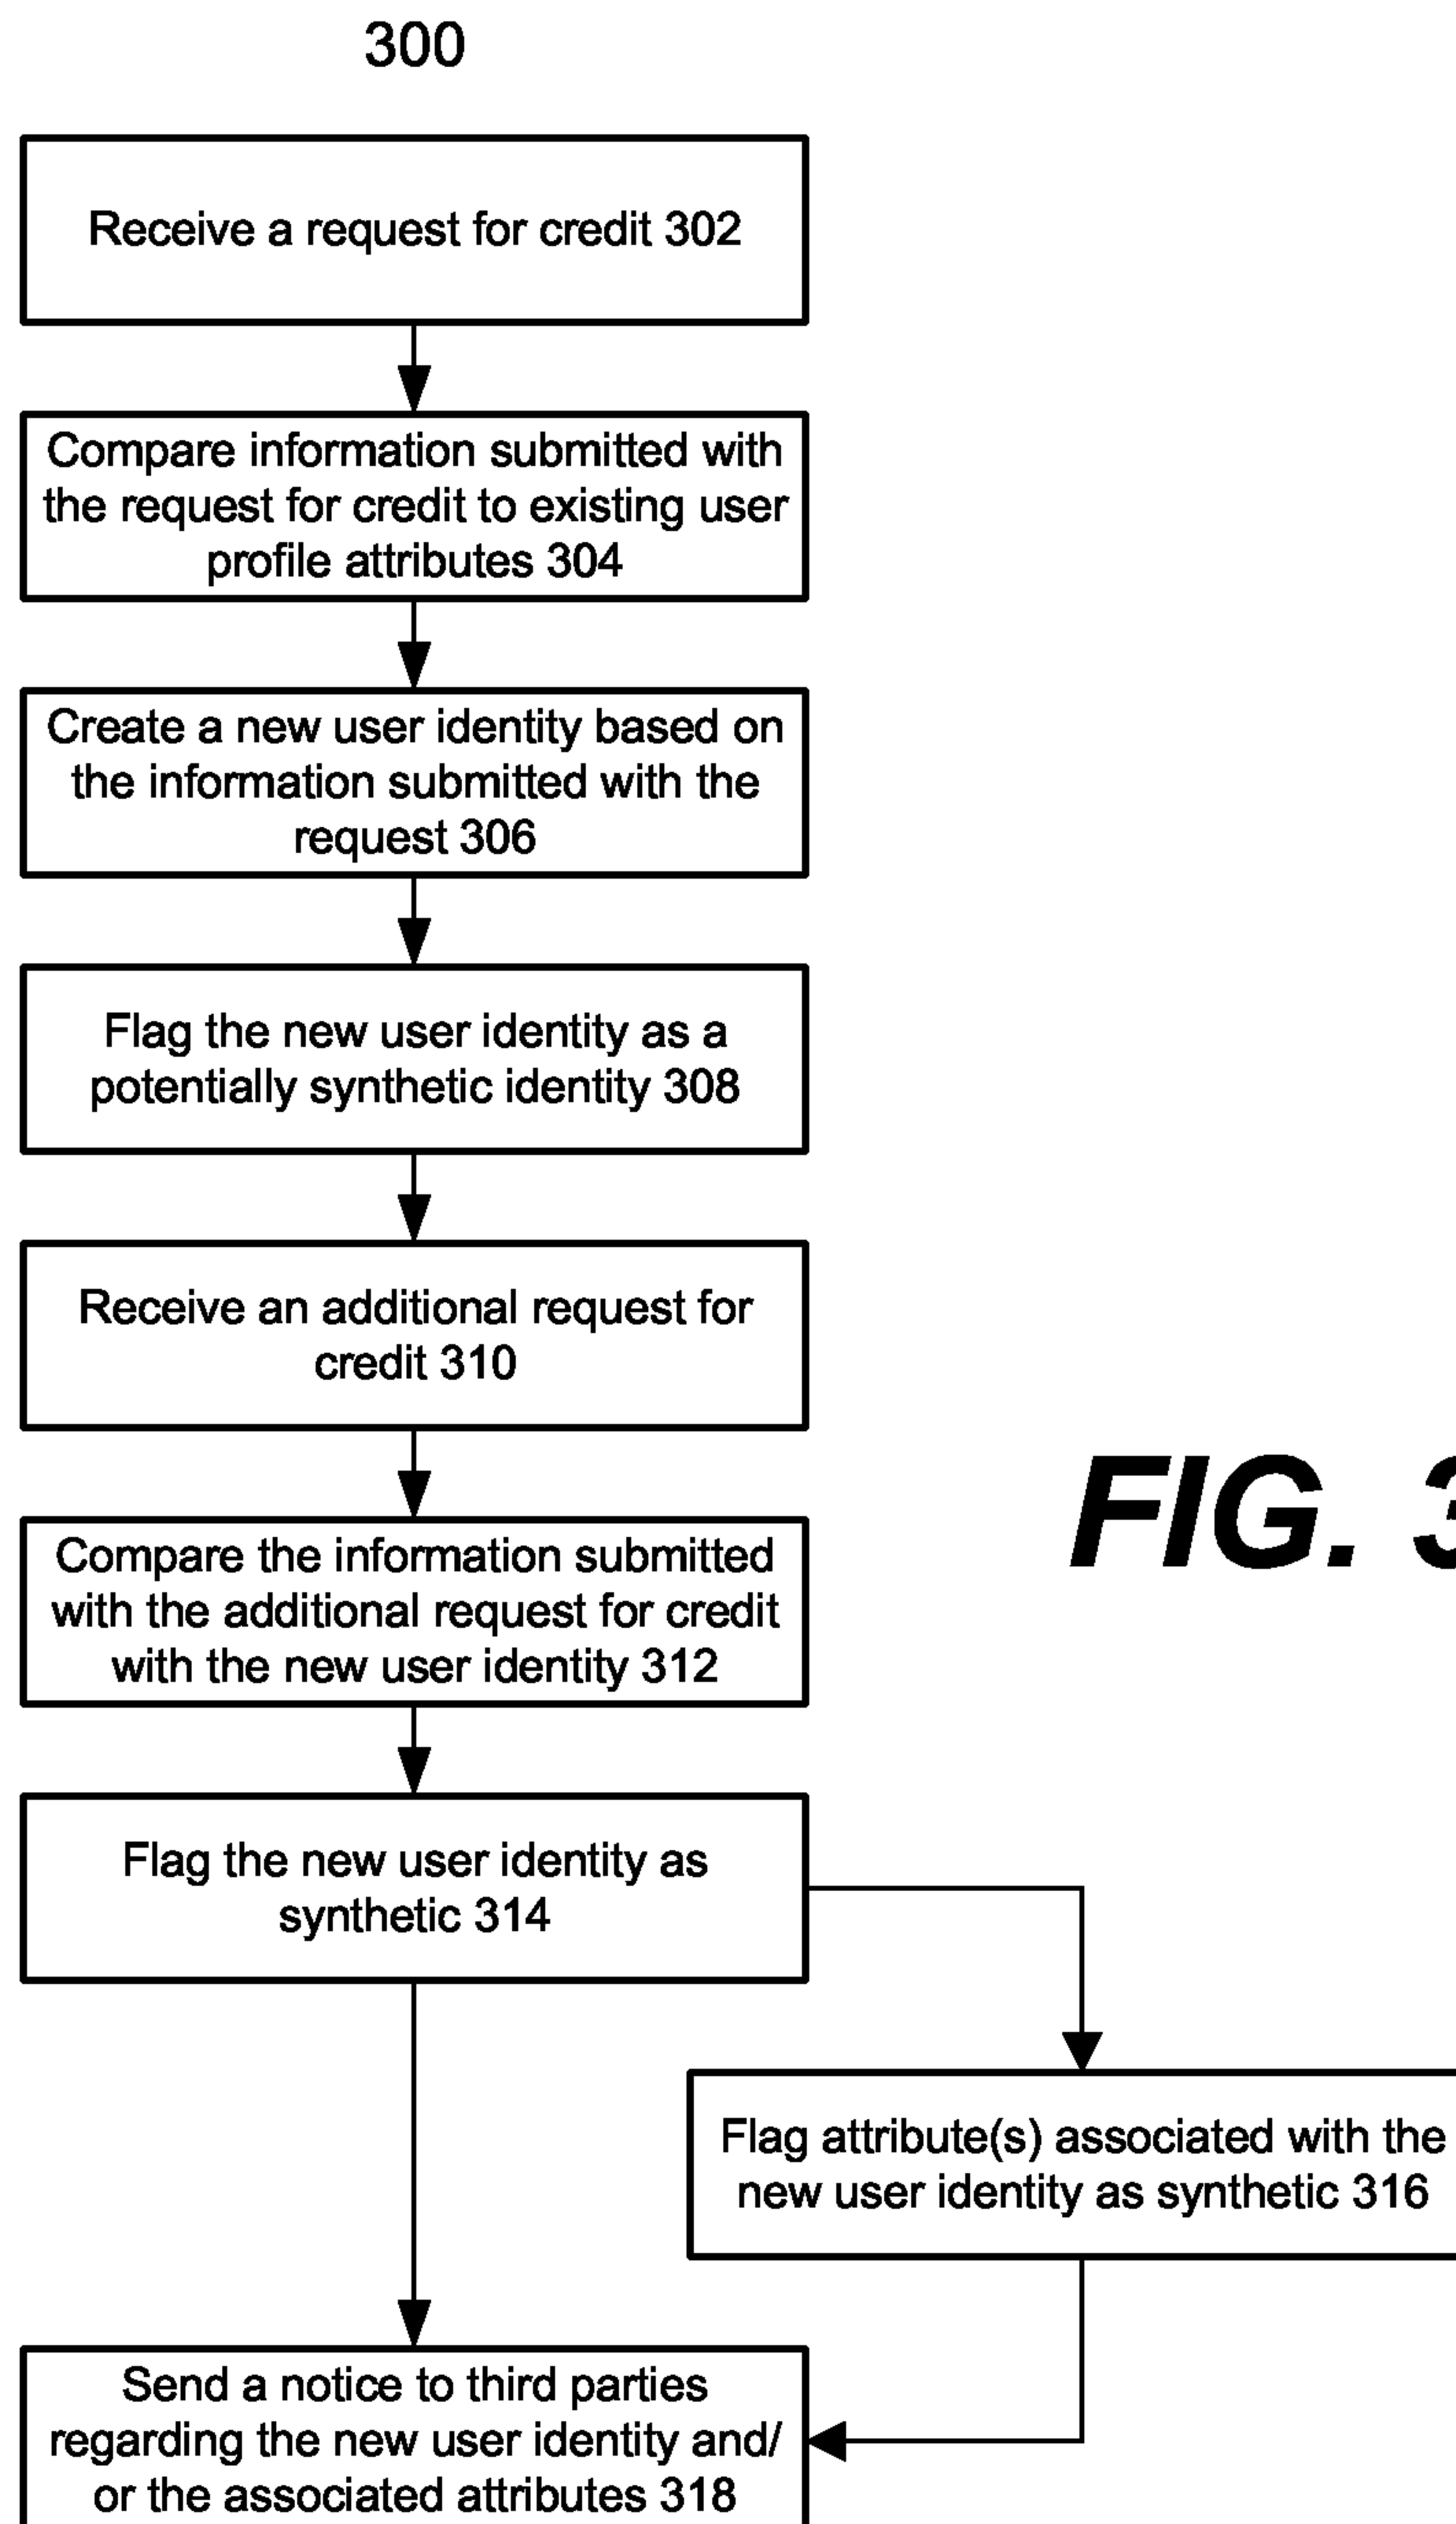 300
Receive a request for credit 302
Compare information submitted with
the request for credit to existing user
profile attributes 304
Create a new user identity based on
the information submitted with the
request 306
Flag the new user identity as a
potentially synthetic identity 308
Receive an additional request for
credit 310
Compare the information submitted
with the additional request for credit
with the new user identity 312
FIG. 3
Flag the new user identity as
synthetic 314
Flag attribute(s) associated with the
new user identity as synthetic 316
Send a notice to third parties
regarding the new user identity and/
or the associated attributes 318